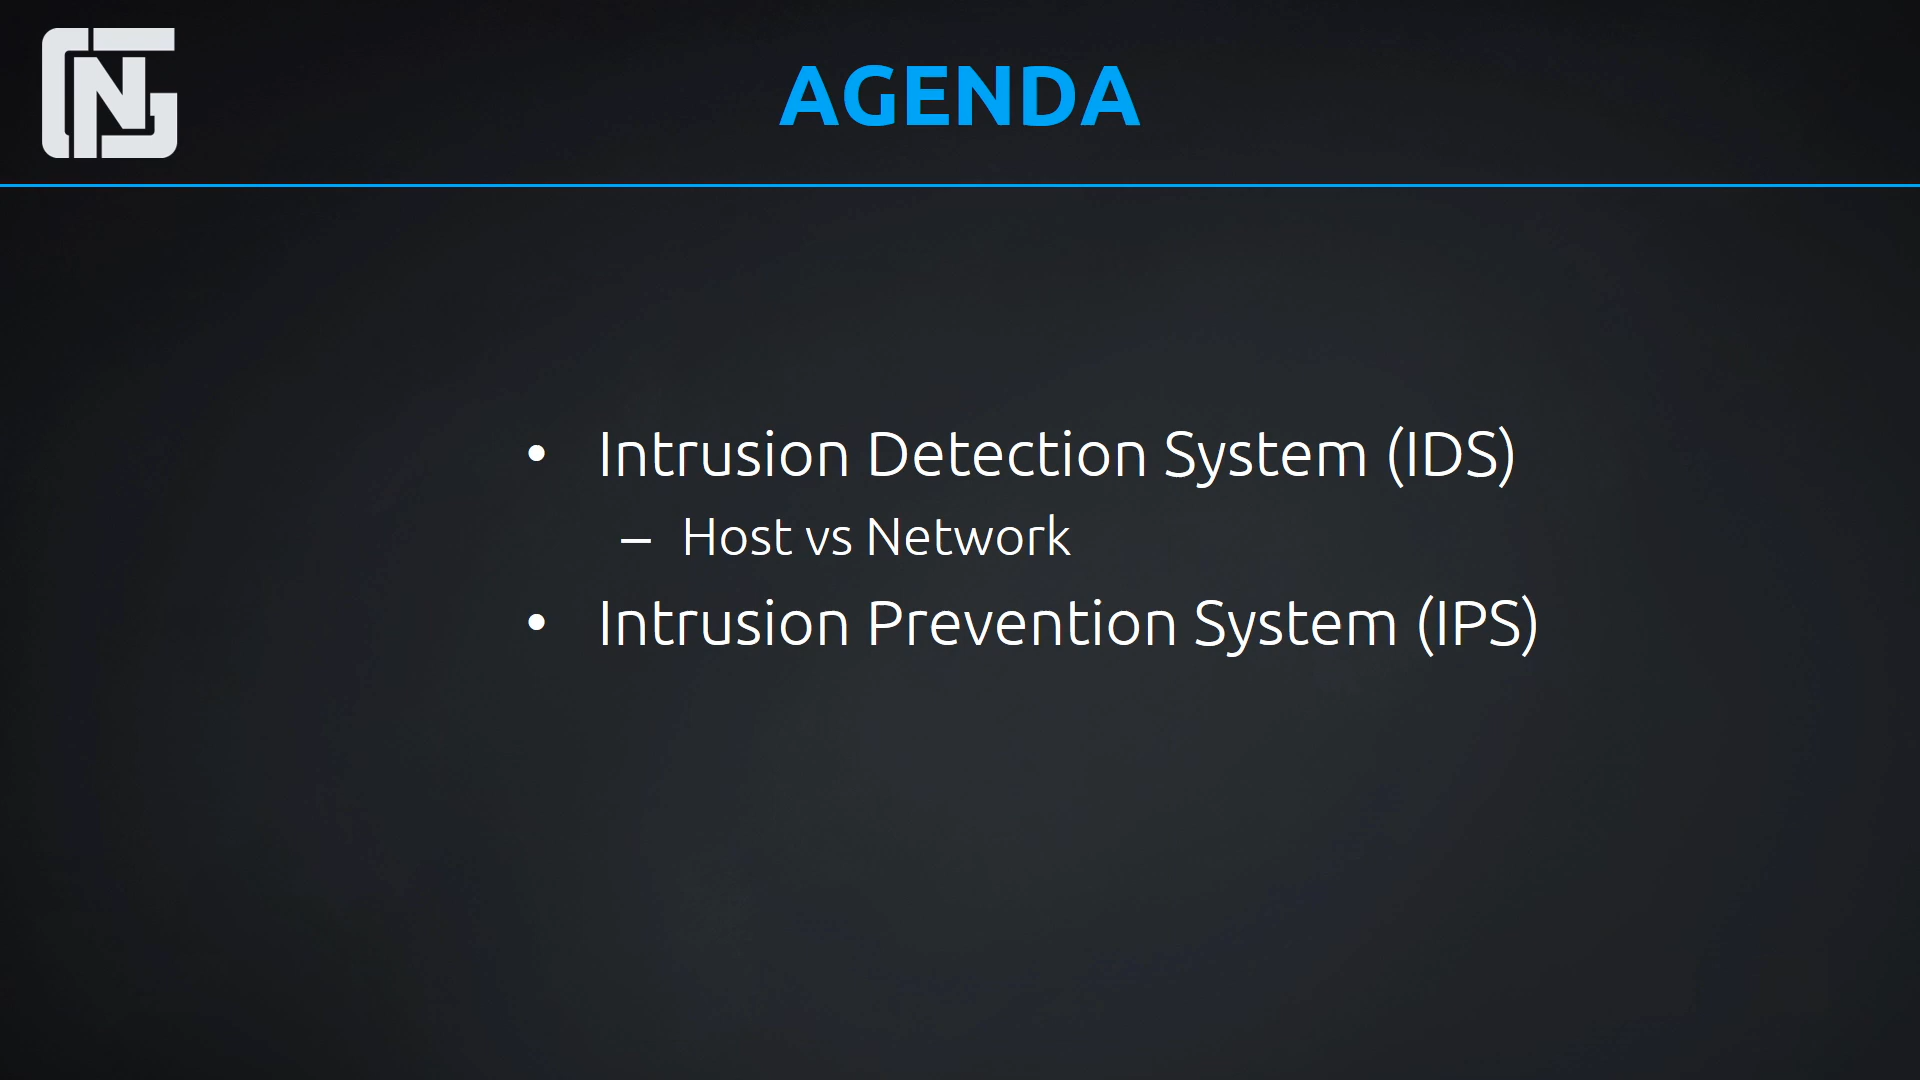 AGENDA
• Intrusion Detection System (IDS)
– Host vs Network
• Intrusion Prevention System (IPS)